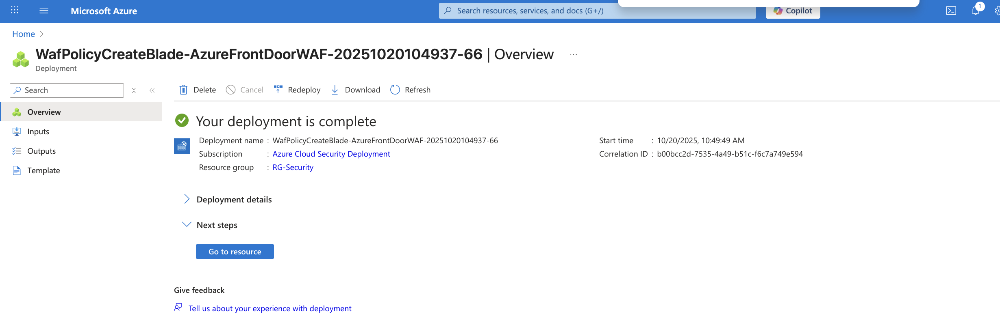 Microsoft Azure
Search resources, services, and docs (G+/)
Copilot
1
Home
WafPolicyCreateBlade-AzureFrontDoorWAF-20251020104937-66 | Overview ...
Deployment
Search
Delete
Cancel
Redeploy
Download
Refresh
Overview
Inputs
Outputs
Template
Your deployment is complete
Deployment name : WafPolicyCreateBlade-AzureFrontDoorWAF-20251020104937-66
Subscription : Azure Cloud Security Deployment
Resource group : RG-Security
Start time : 10/20/2025, 10:49:49 AM
Correlation ID : b00bcc2d-7535-4a49-b51c-f6c7a749e594
Deployment details
Next steps
Go to resource
Give feedback
Tell us about your experience with deployment